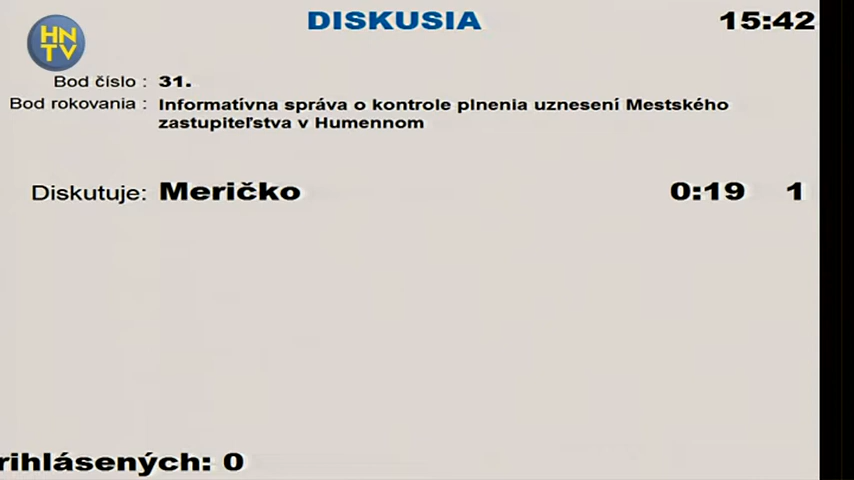 HN
TV
DISKUSIA 15:42
Bod číslo : 31.
Bod rokovania : Informatívna správa o kontrole plnenia uznesení Mestského
zastupiteľstva v Humennom
Diskutuje: Meričko 0:19 1
rihlásených: 0